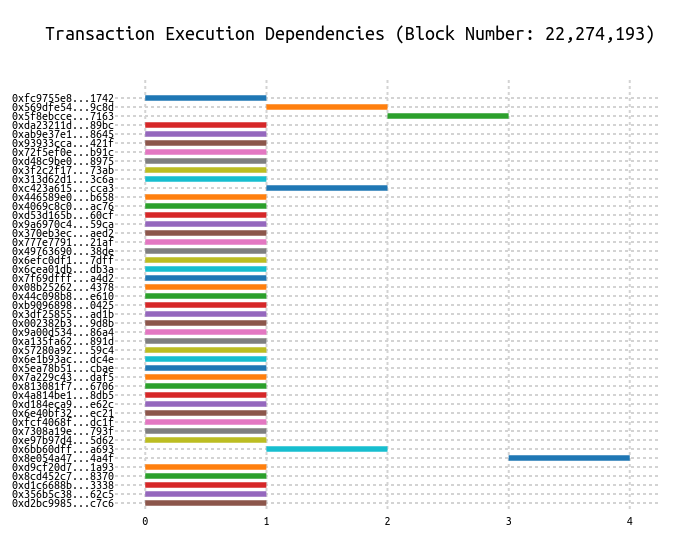 Transaction Execution Dependencies (Block Number: 22,274,193)
0xfc9755e8...1742
0x569dfe54...9c8d
0x5f8ebcce...7163
0xda23211d...89bc
0xab9e37e1...8645
0x93933cca...421f
0x72f5ef0e...b91c
0xd48c9be0...8975
0x3f2c2f17...73ab
0x313d62d1...3c6a
0xc423a615...cca3
0x446589e0...b658
0x4069c8c0...ac76
0xd53d165b...60cf
0x9a6970c4...59ca
0x370eb3ec...aed2
0x777e7791...21af
0x49763690...38de
0x6efc0df1...7dff
0x6cea01db...db3a
0x7f69dfff...a4d2
0x08b25262...4378
0x44c098b8...e610
0xb9096898...0425
0x3df25855...ad1b
0x002382b3...9d8b
0x9a00d534...86a4
0xa135fa62...891d
0x57280a92...59c4
0x6e1b93ac...dc4e
0x5ea78b51...cbae
0x7a229c43...daf5
0x813081f7...6706
0x4a814be1...8db5
0xd184eca9...e62c
0x6e40bf32...ec21
0xfcf4068f...dc1f
0x7308a19e...793f
0xe97b97d4...5d62
0x6bb60dff...a693
0x8e054a47...4a4f
0xd9cf20d7...1a93
0x8cd452c7...8370
0xd1c6688b...3338
0x356b5c38...62c5
0xd2bc9985...c7c6
0 1 2 3 4